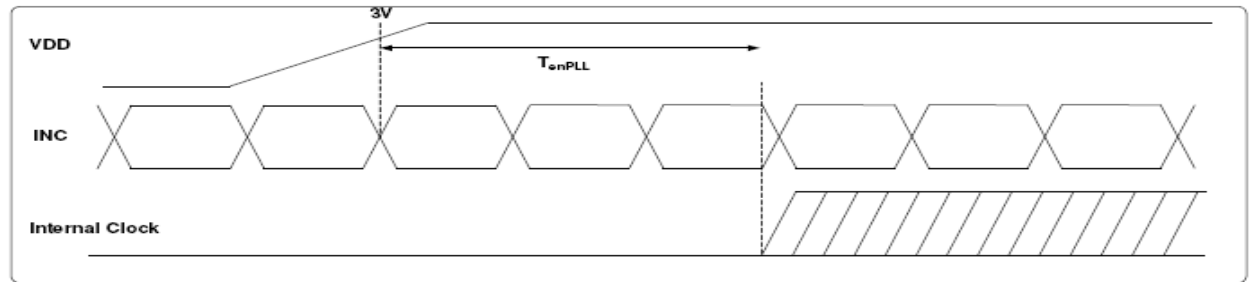 3V
VDD
TenPLL
INC
Internal Clock